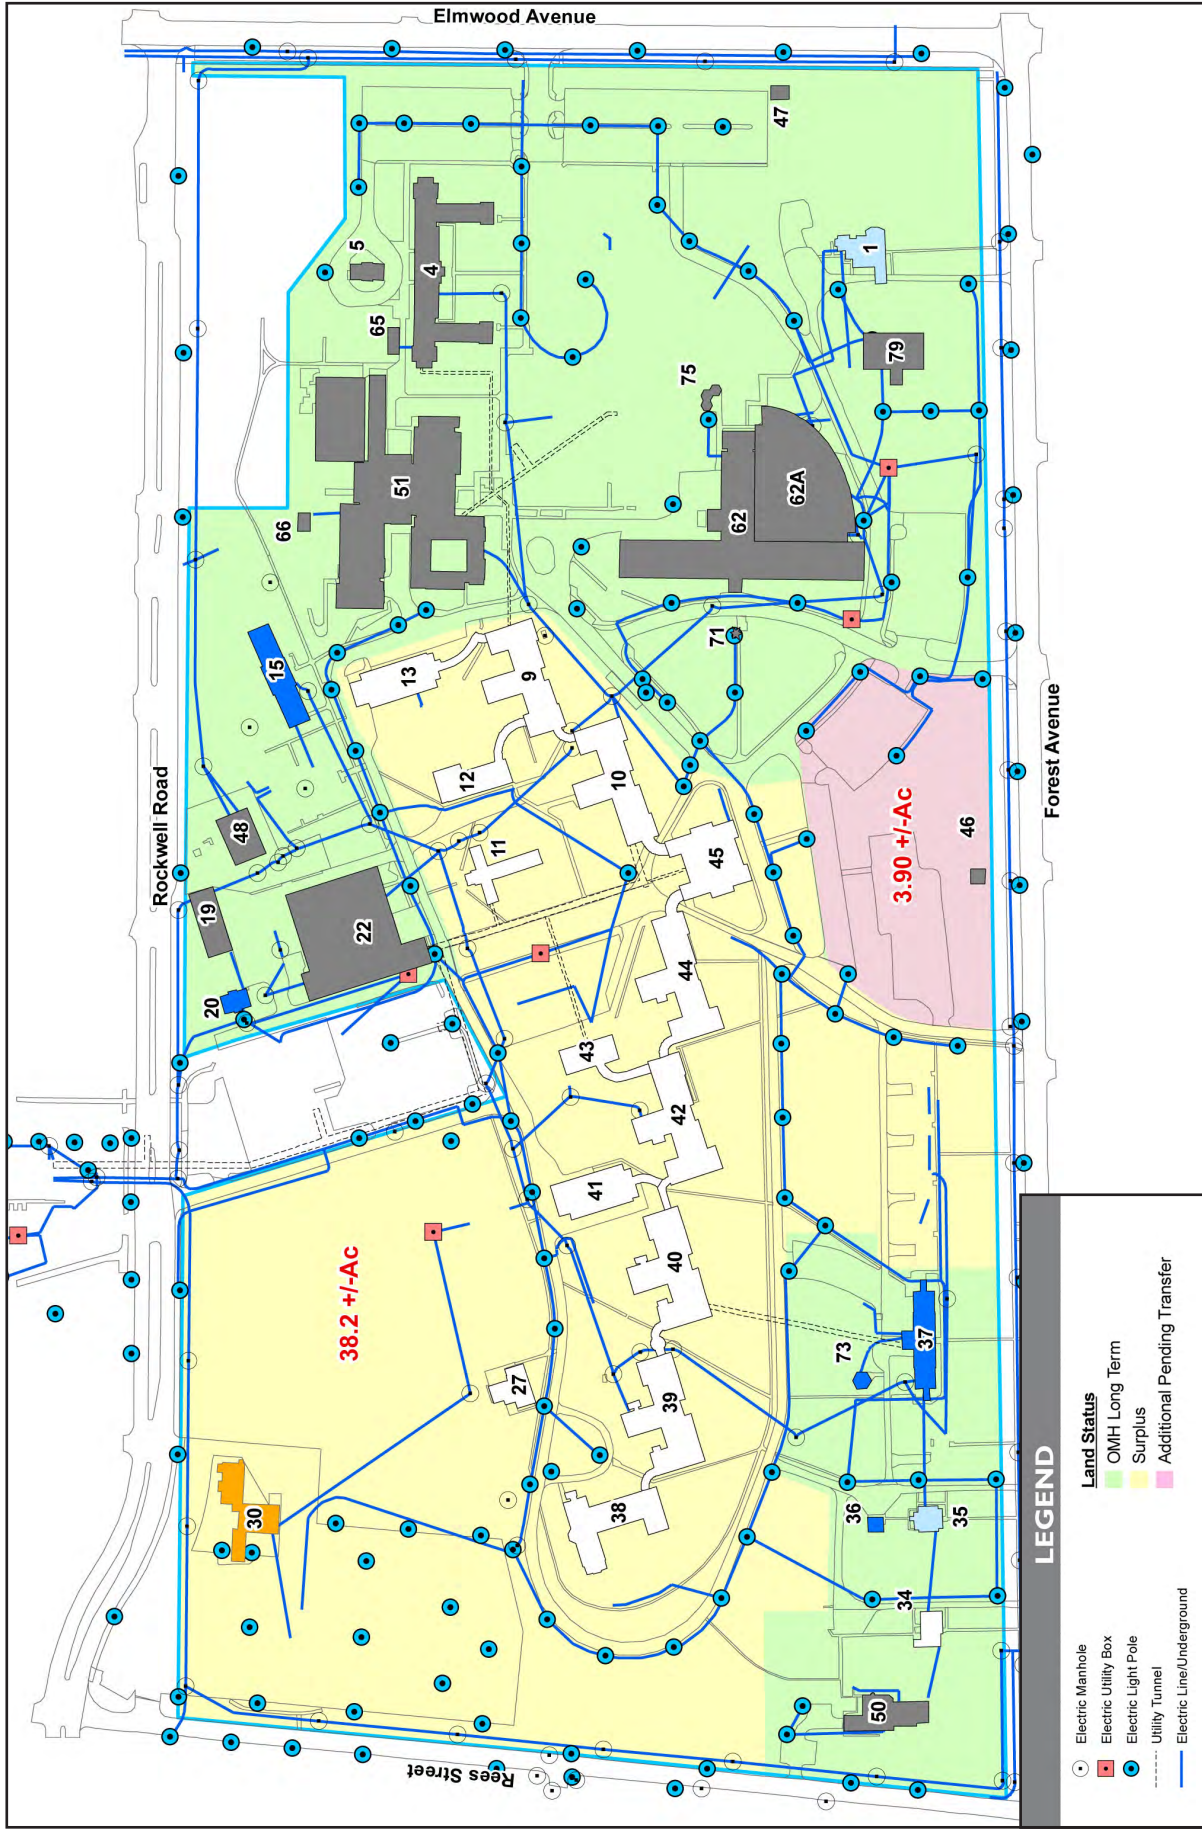 Elmwood Avenue
Rockwell Road
Forest Avenue
Rees Street
47
5
4
65
1
79
75
51
66
62
62A
71
15
13
9
12
10
48
11
45
46
3.90 +/-Ac
19
22
20
44
43
42
41
40
38.2 +/-Ac
73
37
27
39
38
30
36
35
34
50
LEGEND
Land Status
OMH Long Term
Surplus
Additional Pending Transfer
Electric Manhole
Electric Utility Box
Electric Light Pole
Utility Tunnel
Electric Line/Underground